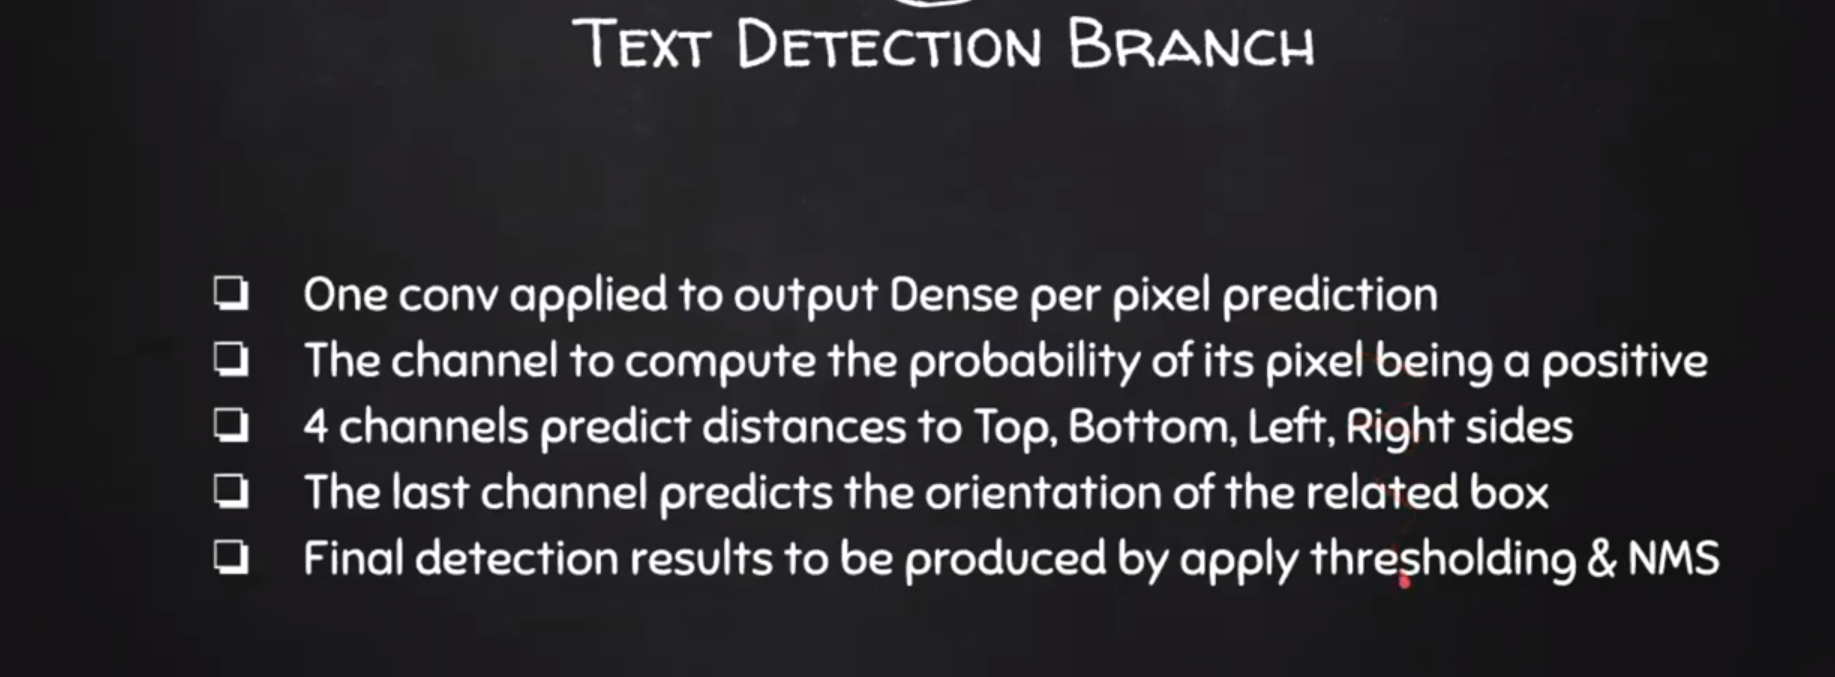 TEXT DETECTION BRANCH
One conv applied to output Dense per pixel prediction
The channel to compute the probability of its pixel being a positive
4 channels predict distances to Top, Bottom, Left, Right sides
The last channel predicts the orientation of the related box
Final detection results to be produced by apply thresholding & NMS